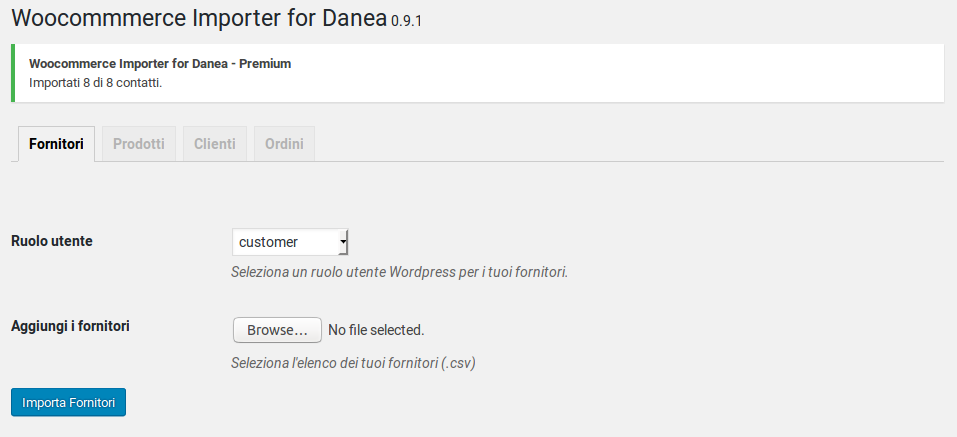 Woocommmerce Importer for Danea 0.9.1
Woocommerce Importer for Danea - Premium
Importati 8 di 8 contatti.
Fornitori Prodotti Clienti Ordini
Ruolo utente customer
Seleziona un ruolo utente Wordpress per i tuoi fornitori.
Aggiungi i fornitori Browse... No file selected.
Seleziona l'elenco dei tuoi fornitori (.csv)
Importa Fornitori